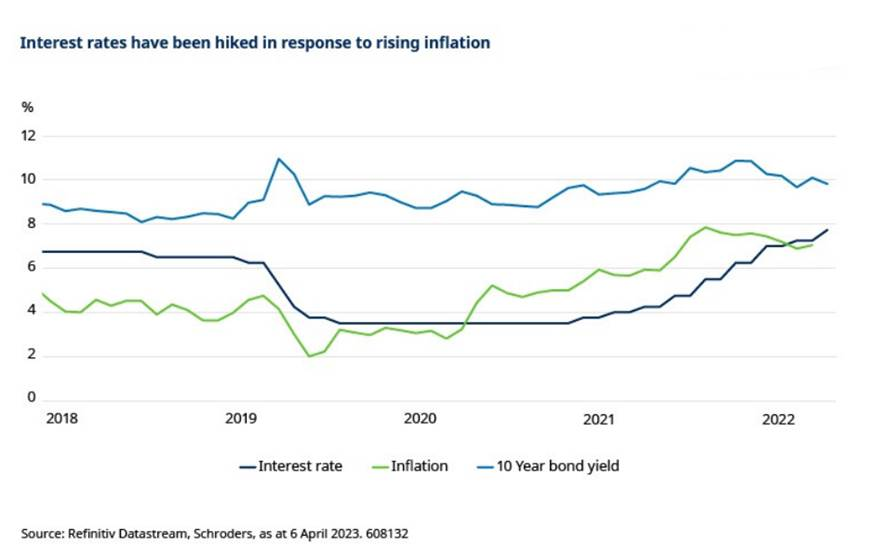 Interest rates have been hiked in response to rising inflation
%
12
10
8
6
4
2
0
2018 2019 2020 2021 2022
Interest rate Inflation 10 Year bond yield
Source: Refinitiv Datastream, Schroders, as at 6 April 2023. 608132